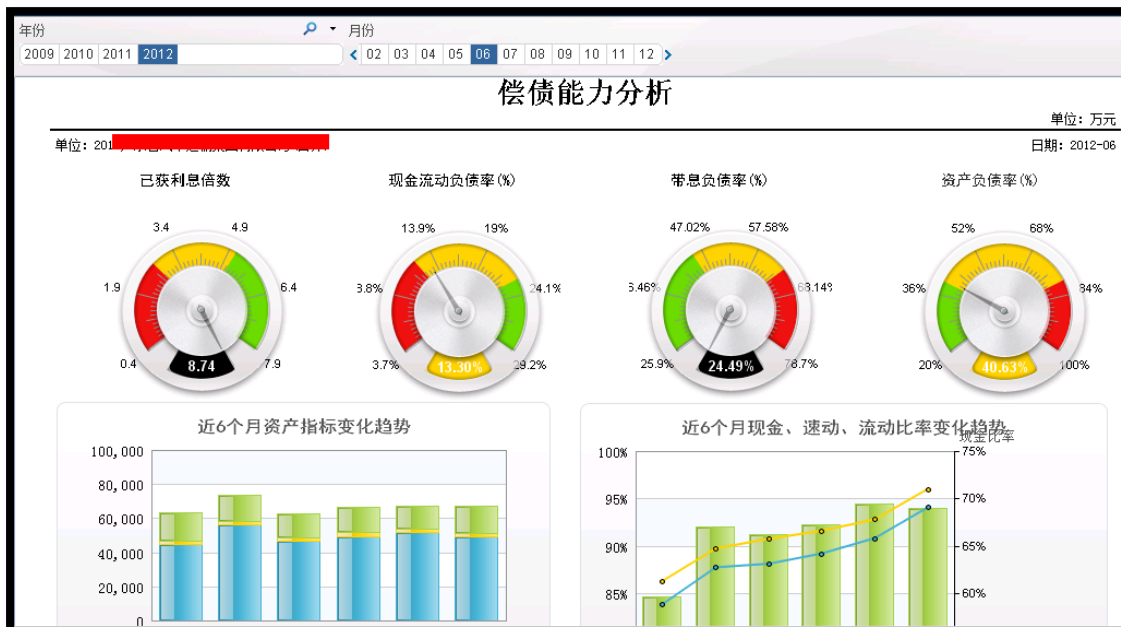 年份 月份
2009 2010 2011 2012 02 03 04 05 06 07 08 09 10 11 12
偿债能力分析
单位：万元
单位：201 日期：2012-06
已获利息倍数 现金流动负债率(%) 带息负债率(%) 资产负债率(%)
3.4 4.9 13.9% 19% 47.02% 57.58% 52% 68%
1.9 6.4 3.8% 24.1% 6.46% 68.14% 36% 84%
0.4 8.74 7.9 3.7% 13.30% 29.2% 25.9% 24.49% 78.7% 20% 40.63% 100%
近6个月资产指标变化趋势 近6个月现金、速动、流动比率变化趋势
现金比率
100,000 100% 75%
80,000 95% 70%
60,000
40,000 90% 65%
20,000 85% 60%
0